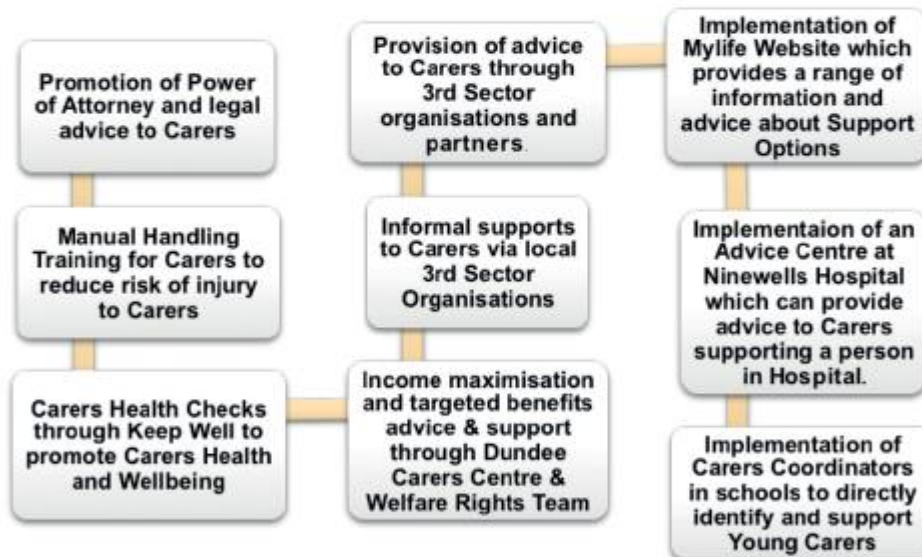 Promotion of Power
of Attorney and legal
advice to Carers
Manual Handling
Training for Carers to
reduce risk of injury
to Carers
Carers Health Checks
through Keep Well to
promote Carers Health
and Wellbeing
Income maximisation
and targeted benefits
advice & support
through Dundee
Carers Centre &
Welfare Rights Team
Informal supports
to Carers via local
3rd Sector
Organisations
Provision of advice
to Carers through
3rd Sector
organisations and
partners.
Implementation of
Mylife Website which
provides a range of
information and
advice about Support
Options
Implementaion of an
Advice Centre at
Ninewells Hospital
which can provide
advice to Carers
supporting a person
in Hospital.
Implementation of
Carers Coordinators
in schools to directly
identify and support
Young Carers